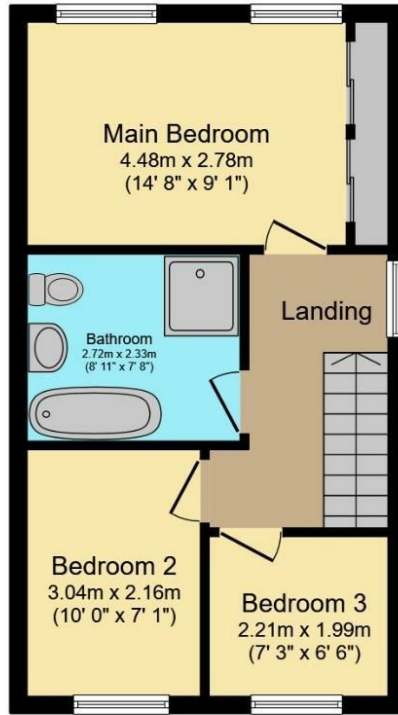 Main Bedroom
4.48m x 2.78m
(14' 8" x 9' 1")
Landing
Bathroom
2.72m x 2.33m
(8' 11" x 7' 8")
Bedroom 2
3.04m x 2.16m
(10' 0" x 7' 1")
Bedroom 3
2.21m x 1.99m
(7' 3" x 6' 6")